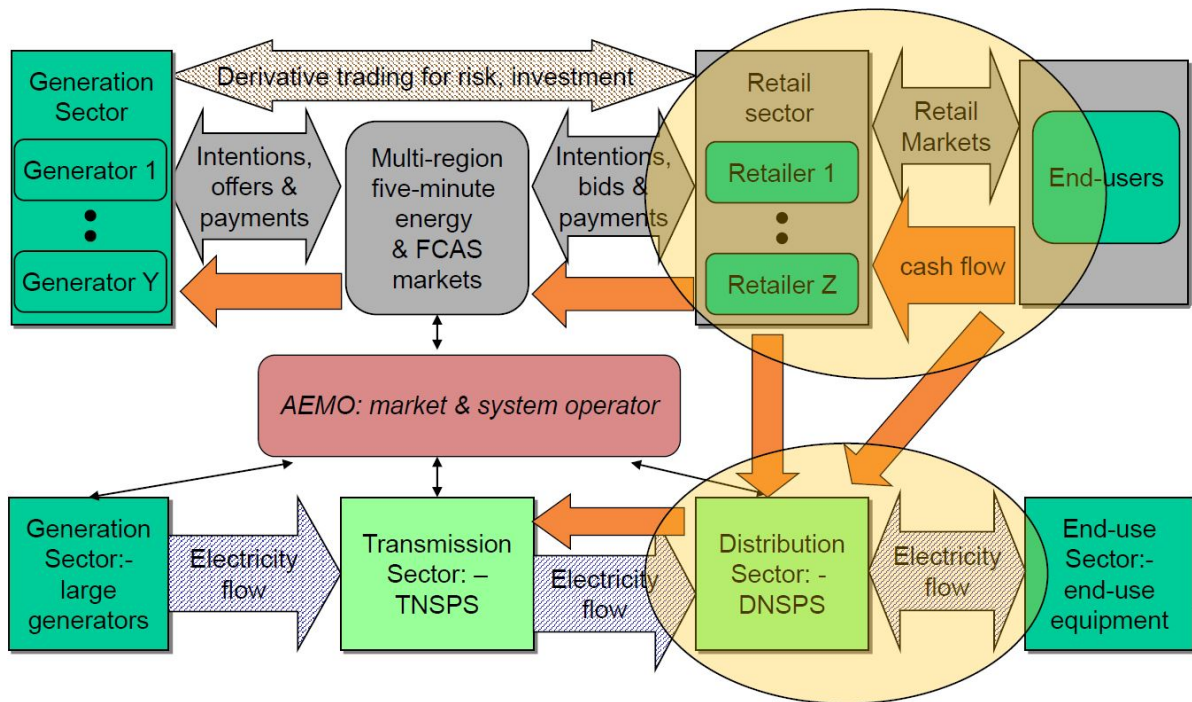 Derivative trading for risk, investment
Generation
Sector
Generator 1
Generator Y
Intentions,
offers &
payments
Multi-region
five-minute
energy
& FCAS
markets
Intentions,
bids &
payments
Retail
sector
Retailer 1
Retailer Z
Retail
Markets
cash flow
End-users
AEMO: market & system operator
Generation
Sector:-
large
generators
Electricity
flow
Transmission
Sector: –
TNSPS
Electricity
flow
Distribution
Sector: -
DNSPS
Electricity
flow
End-use
Sector:-
end-use
equipment